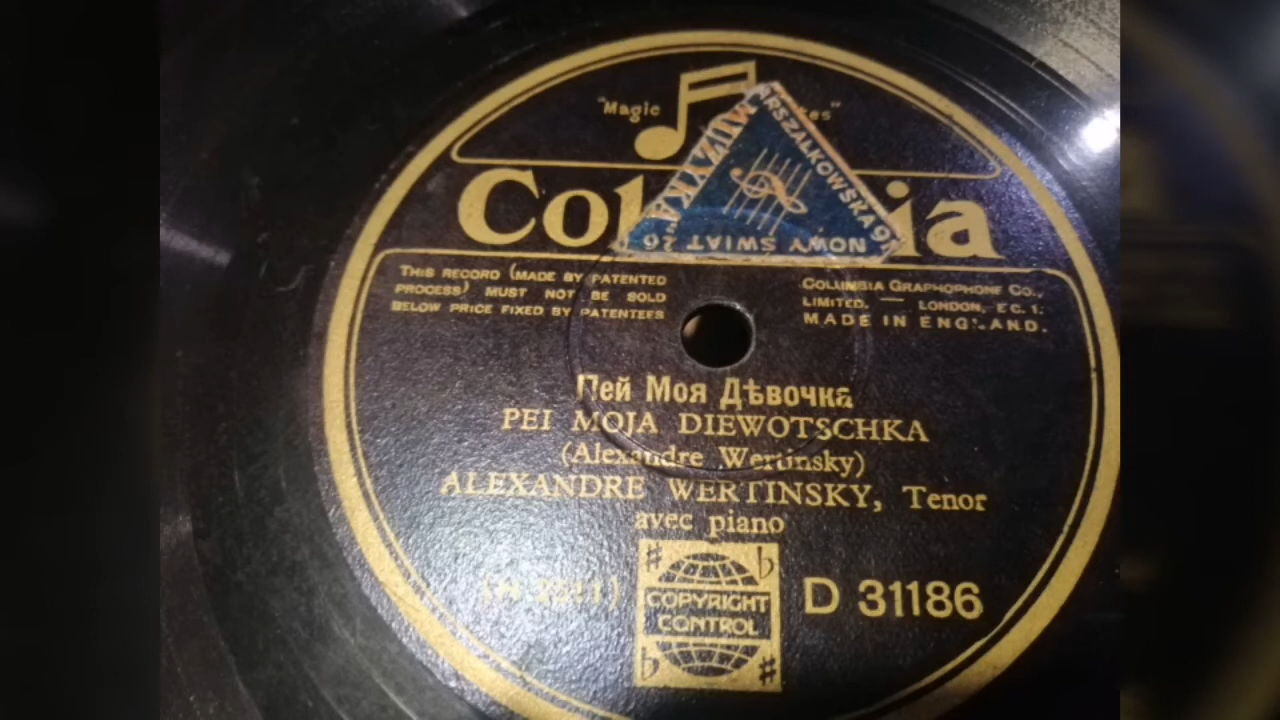 "Magic
Columbia
MUZYKA
MARSZAŁKOWSKA 9
NOWY ŚWIAT 26
THIS RECORD (MADE BY PATENTED
PROCESS) MUST NOT BE SOLD
BELOW PRICE FIXED BY PATENTEES
COLUMBIA GRAPHOPHONE CO.,
LIMITED. — LONDON, E.C. 1.
MADE IN ENGLAND.
Пей Моя Дѣвочка
PEI MOJA DIEWOTSCHKA
(Alexandre Wertinsky)
ALEXANDRE WERTINSKY, Tenor
avec piano
COPYRIGHT
CONTROL
D 31186